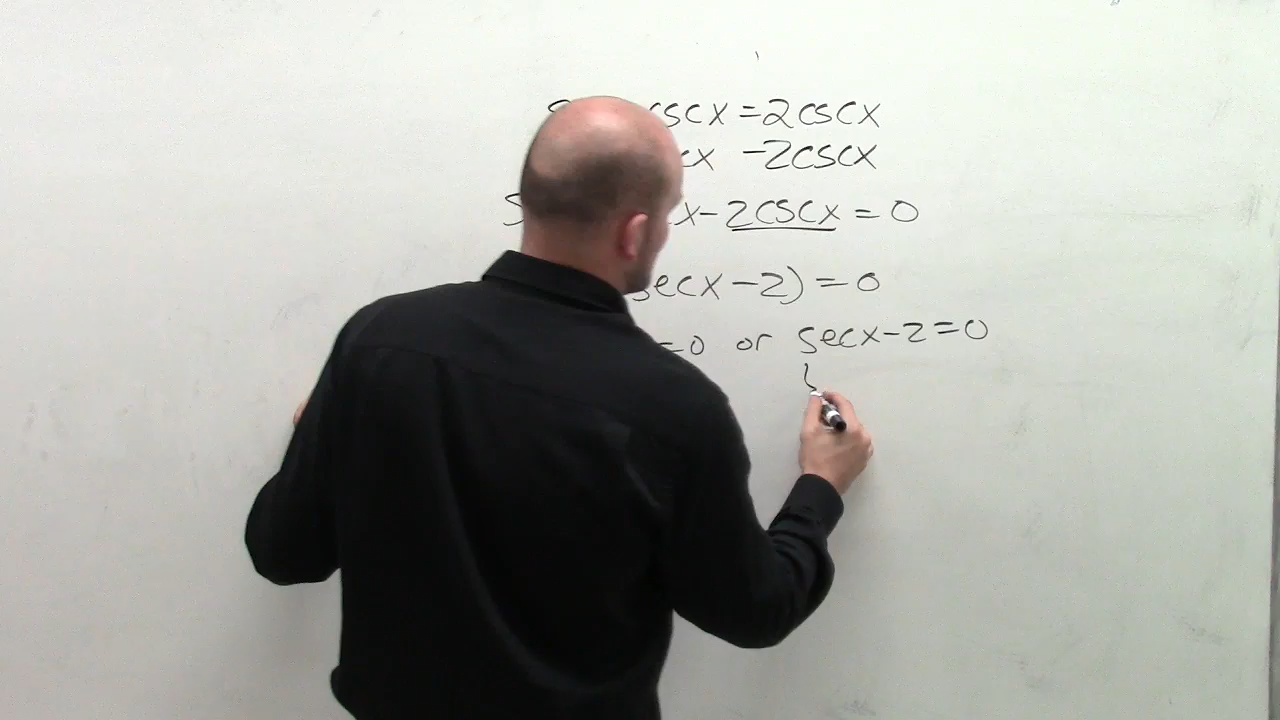 cscx = 2cscx
cx -2cscx
x - 2cscx = 0
secx - 2) = 0
=0 or secx - 2 = 0